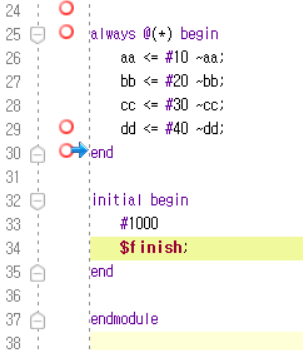 24
25 always @(*) begin
26 aa <= #10 ~aa;
27 bb <= #20 ~bb;
28 cc <= #30 ~cc;
29 dd <= #40 ~dd;
30 end
31
32 initial begin
33 #1000
34 $finish;
35 end
36
37 endmodule
38